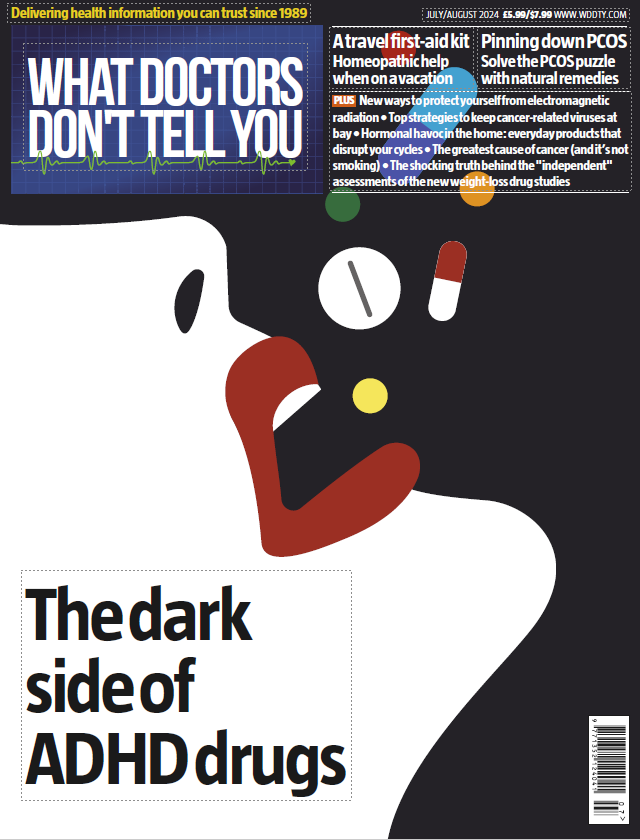 Delivering health information you can trust since 1989
JULY/AUGUST 2024 £5.99/$7.99 WWW.WDDTY.COM
WHAT DOCTORS
DON'T TELL YOU
A travel first-aid kit
Homeopathic help
when on a vacation
Pinning down PCOS
Solve the PCOS puzzle
with natural remedies
PLUS New ways to protect yourself from electromagnetic
radiation • Top strategies to keep cancer-related viruses at
bay • Hormonal havoc in the home: everyday products that
disrupt your cycles • The greatest cause of cancer (and it's not
smoking) • The shocking truth behind the "independent"
assessments of the new weight-loss drug studies
The dark
side of
ADHD drugs
9 771352 124041
07>